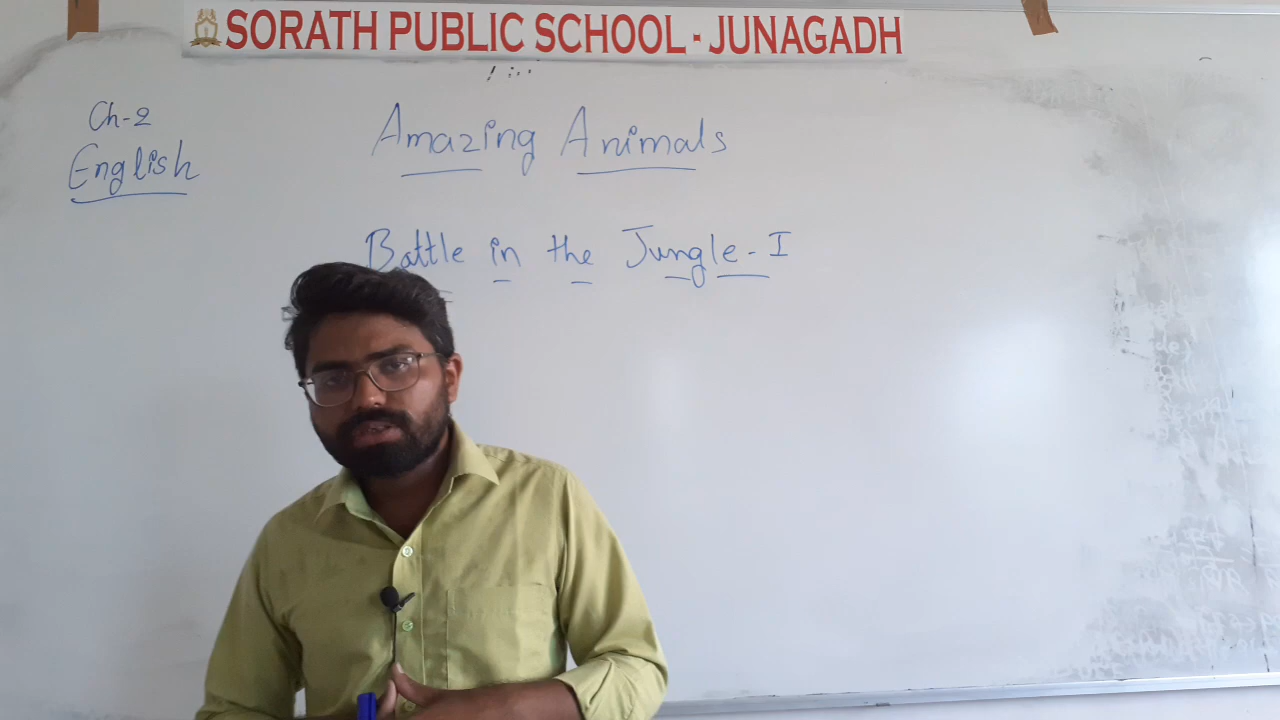 SORATH PUBLIC SCHOOL - JUNAGADH
Ch-2
English
Amazing Animals
Battle in the Jungle - I